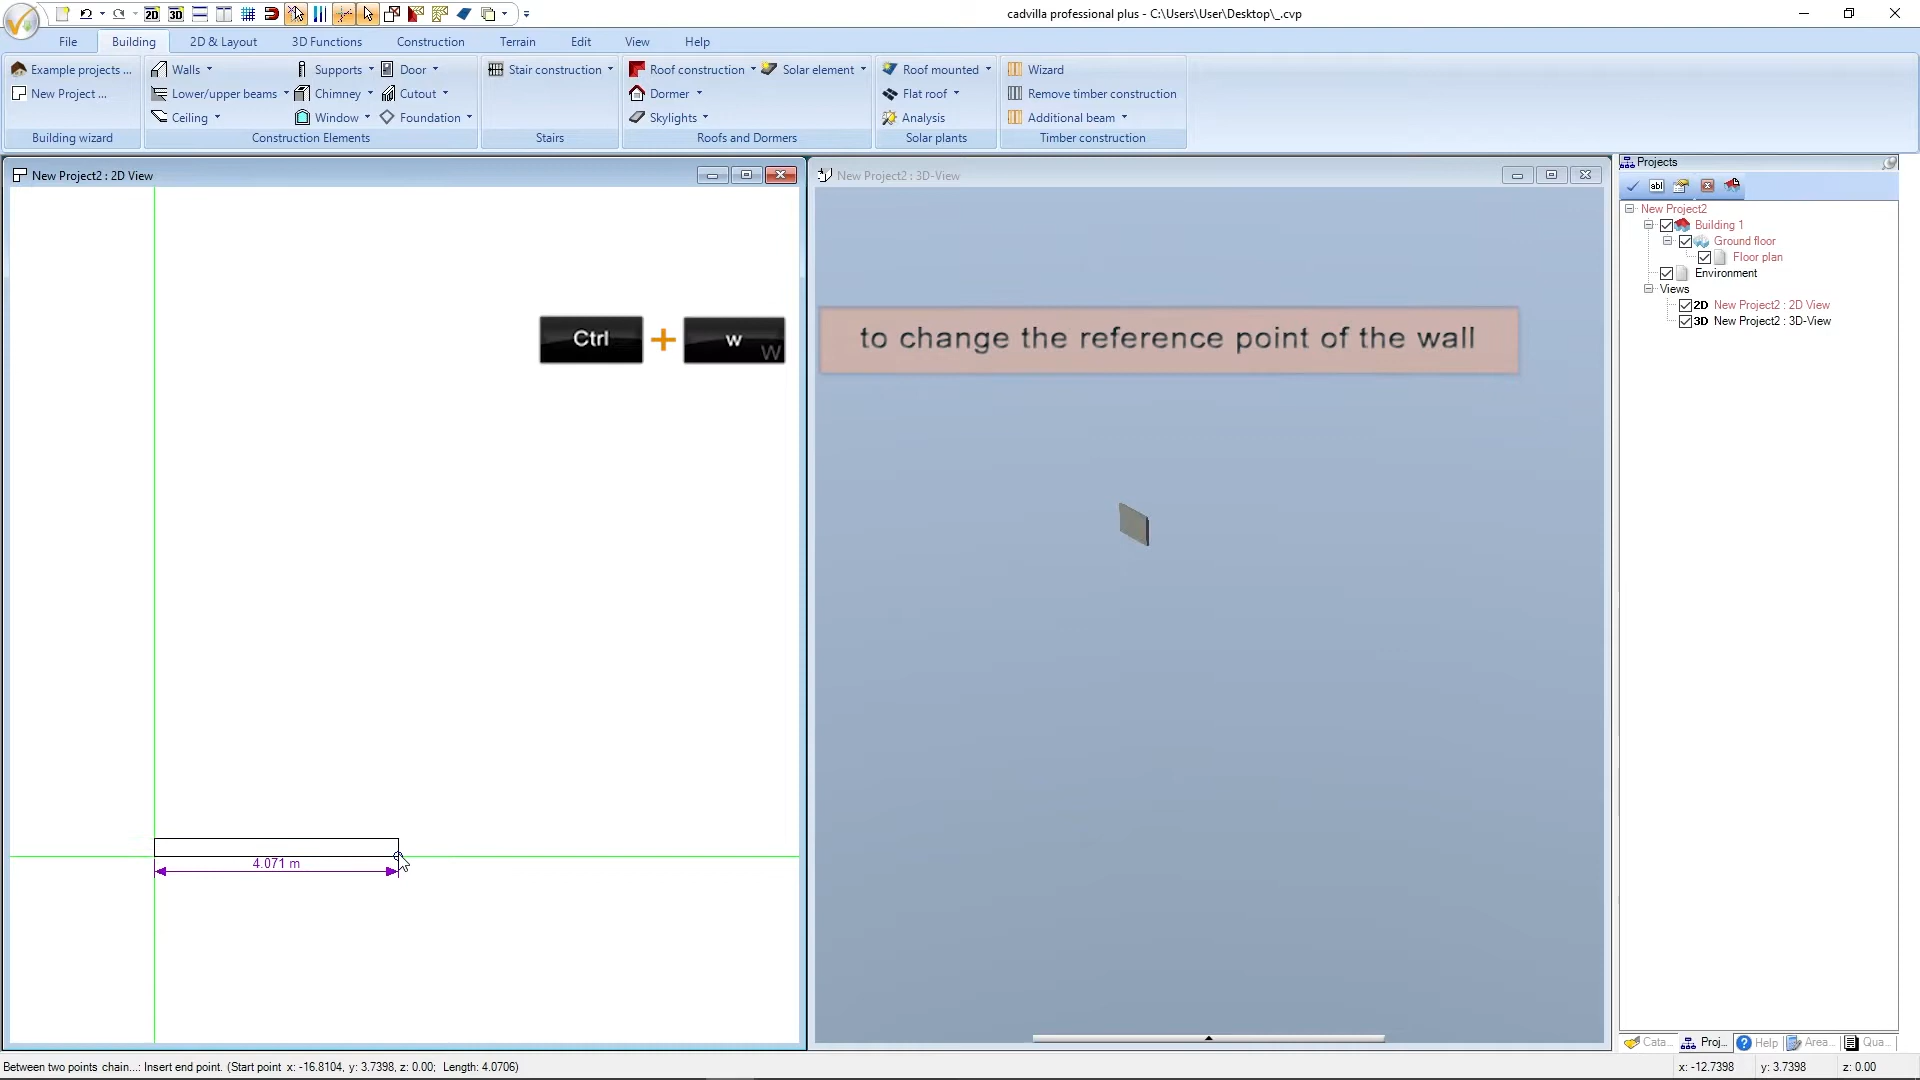 cadvilla professional plus - C:\Users\User\Desktop\_.cvp
File Building 2D & Layout 3D Functions Construction Terrain Edit View Help
Example projects ... Walls Supports Door Stair construction Roof construction Solar element Roof mounted Wizard
New Project ... Lower/upper beams Chimney Cutout Dormer Flat roof Remove timber construction
Ceiling Window Foundation Skylights Analysis Additional beam
Building wizard Construction Elements Stairs Roofs and Dormers Solar plants Timber construction
New Project2 : 2D View
New Project2 : 3D-View
Projects
abl
New Project2
Building 1
Ground floor
Floor plan
Environment
Views
2D New Project2 : 2D View
3D New Project2 : 3D-View
Ctrl + w W
to change the reference point of the wall
4.071 m
Cata... Proj... Help Area... Qua...
Between two points chain...: Insert end point. (Start point x: -16.8104, y: 3.7398, z: 0.00; Length: 4.0706)
x: -12.7398 y: 3.7398 z: 0.00